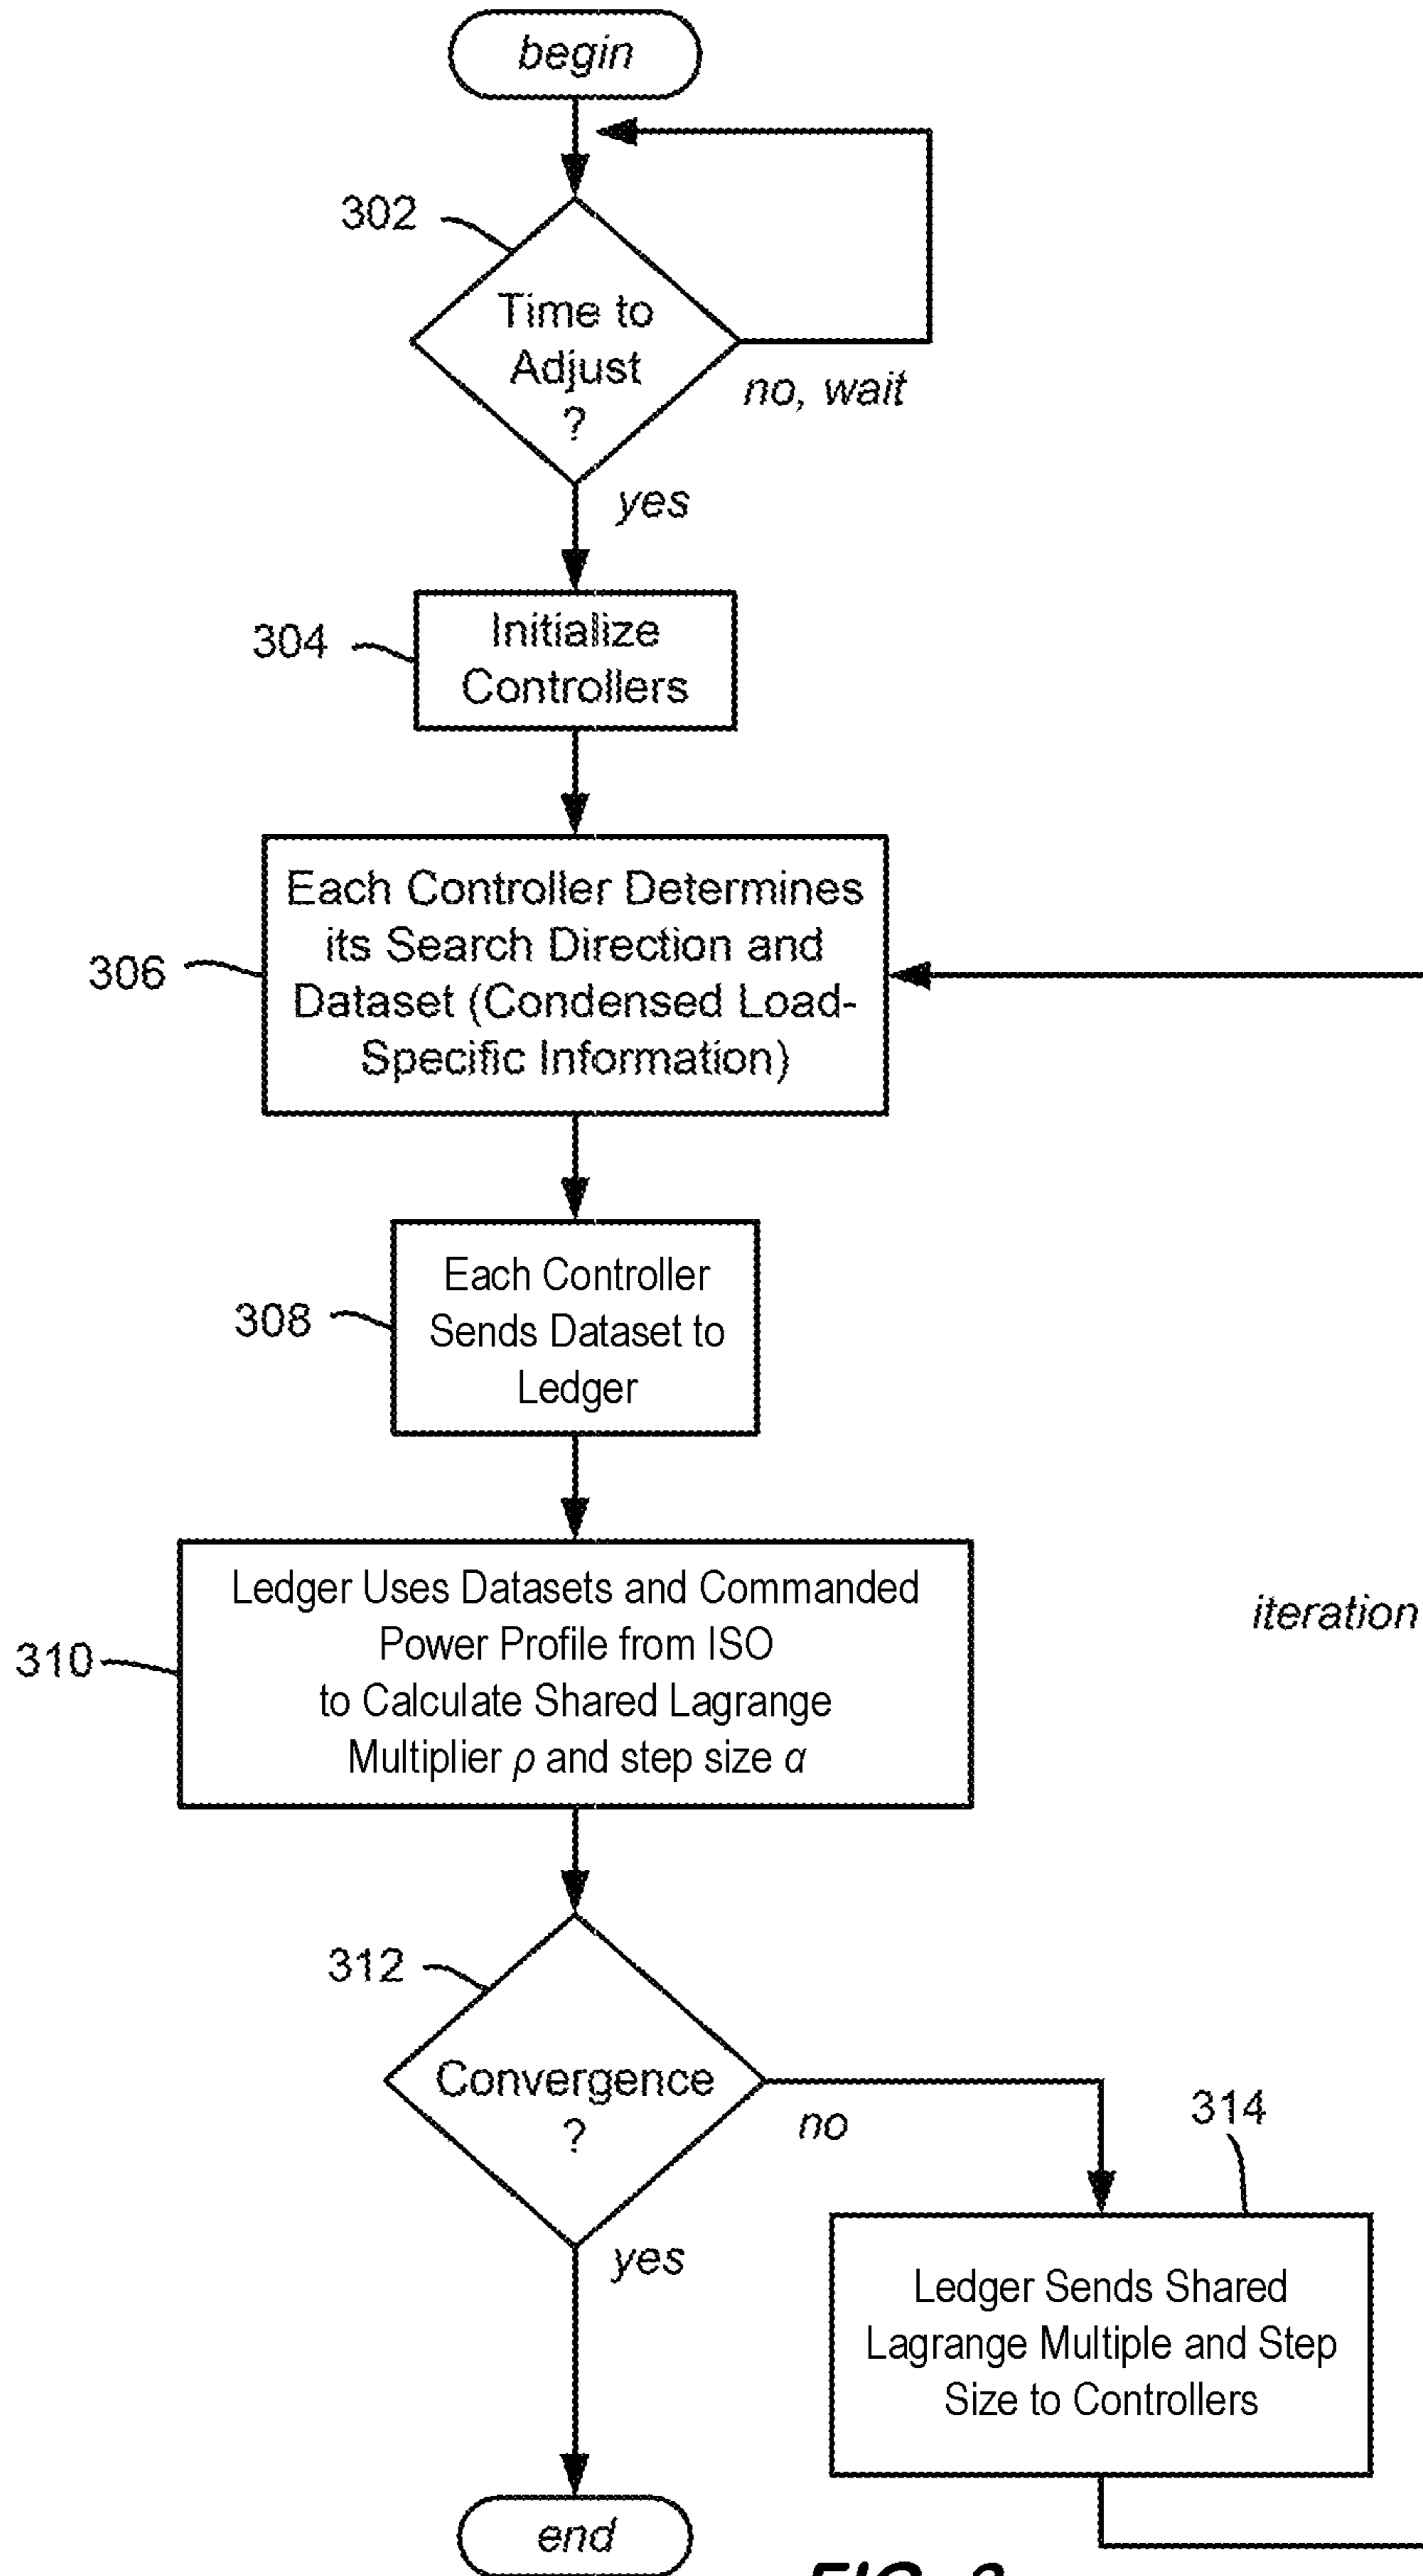 begin
302
Time to
Adjust
?
no, wait
yes
304
Initialize
Controllers
306
Each Controller Determines
its Search Direction and
Dataset (Condensed Load-
Specific Information)
308
Each Controller
Sends Dataset to
Ledger
310
Ledger Uses Datasets and Commanded
Power Profile from ISO
to Calculate Shared Lagrange
Multiplier ρ and step size α
iteration
312
Convergence
?
no
yes
314
Ledger Sends Shared
Lagrange Multiple and Step
Size to Controllers
end
FIG.